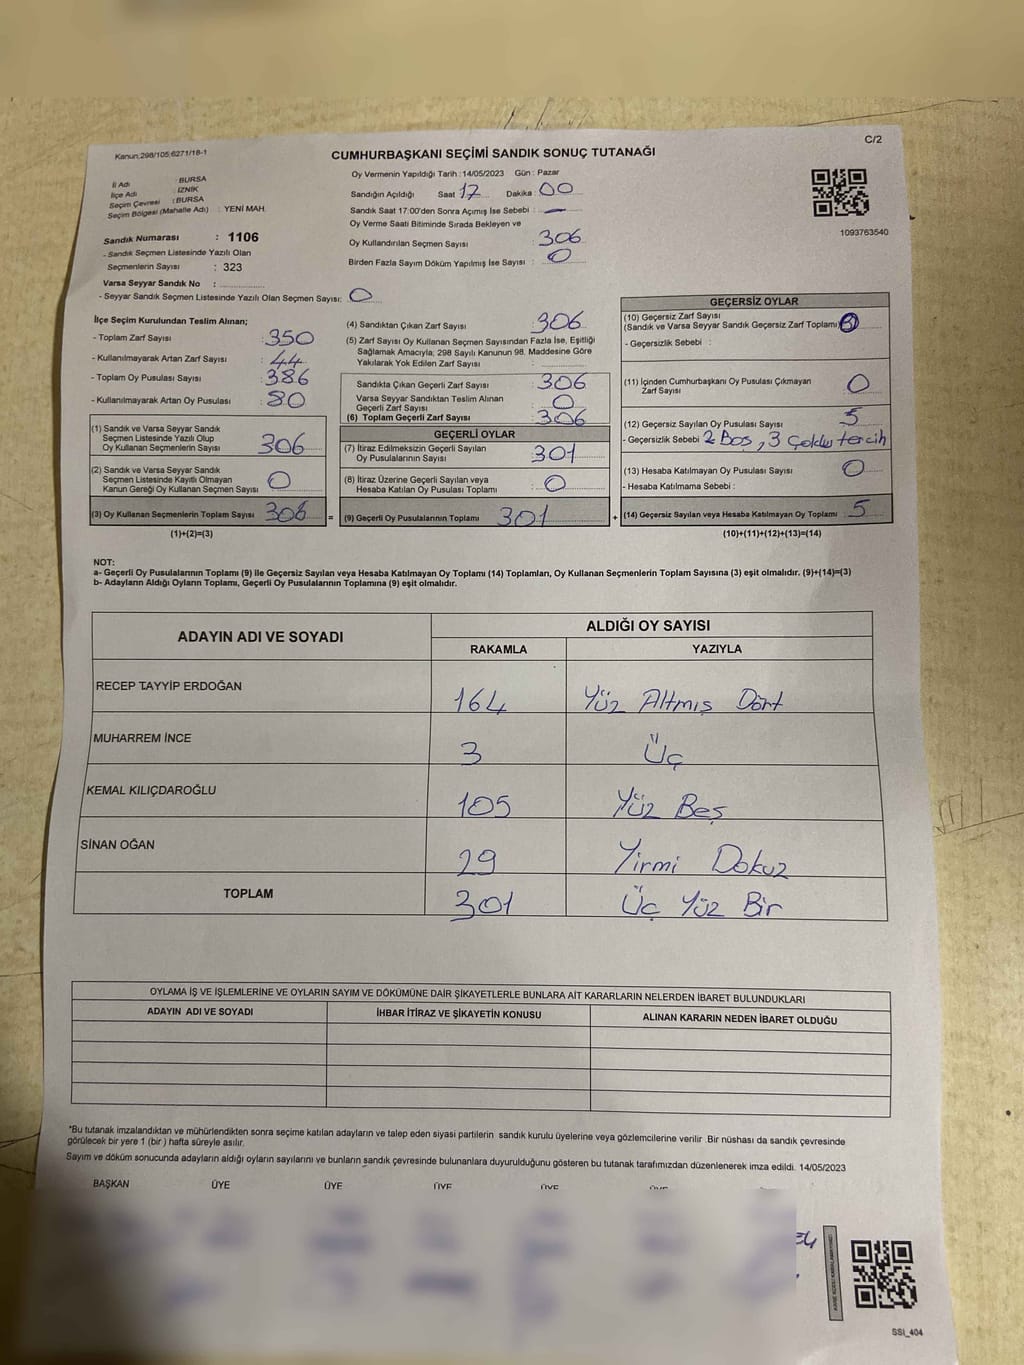 Kanun:298/105,6271/18-1
C/2
CUMHURBAŞKANI SEÇİMİ SANDIK SONUÇ TUTANAĞI
İl Adı : BURSA
İlçe Adı : İZNİK
Seçim Çevresi : BURSA
Seçim Bölgesi (Mahalle Adı) : YENİ MAH.
Sandık Numarası : 1106
- Sandık Seçmen Listesinde Yazılı Olan
Seçmenlerin Sayısı : 323
Varsa Seyyar Sandık No :
- Seyyar Sandık Seçmen Listesinde Yazılı Olan Seçmen Sayısı: 0
Oy Vermenin Yapıldığı Tarih : 14/05/2023 Gün : Pazar
Sandığın Açıldığı Saat 17 Dakika : 00
Sandık Saat 17:00'den Sonra Açımış İse Sebebi : —
Oy Verme Saati Bitiminde Sırada Bekleyen ve
Oy Kullandırılan Seçmen Sayısı : 306
Birden Fazla Sayım Döküm Yapılmış İse Sayısı : 0
1093763540
İlçe Seçim Kurulundan Teslim Alınan;
- Toplam Zarf Sayısı : 350
- Kullanılmayarak Artan Zarf Sayısı : 44
- Toplam Oy Pusulası Sayısı : 386
- Kullanılmayarak Artan Oy Pusulası : 80
(1) Sandık ve Varsa Seyyar Sandık
Seçmen Listesinde Yazılı Olup
Oy Kullanan Seçmenlerin Sayısı 306
(2) Sandık ve Varsa Seyyar Sandık
Seçmen Listesinde Kayıtlı Olmayan
Kanun Gereği Oy Kullanan Seçmen Sayısı 0
(3) Oy Kullanan Seçmenlerin Toplam Sayısı 306 =
(1)+(2)=(3)
(4) Sandıktan Çıkan Zarf Sayısı : 306
(5) Zarf Sayısı Oy Kullanan Seçmen Sayısından Fazla İse, Eşitliği
Sağlamak Amacıyla; 298 Sayılı Kanunun 98. Maddesine Göre
Yakılarak Yok Edilen Zarf Sayısı :
Sandıkta Çıkan Geçerli Zarf Sayısı : 306
Varsa Seyyar Sandıktan Teslim Alınan
Geçerli Zarf Sayısı : 0
(6) Toplam Geçerli Zarf Sayısı : 306
GEÇERLİ OYLAR
(7) İtiraz Edilmeksizin Geçerli Sayılan
Oy Pusulalarının Sayısı : 301
(8) İtiraz Üzerine Geçerli Sayılan veya
Hesaba Katılan Oy Pusulası Toplamı : 0
(9) Geçerli Oy Pusulalarının Toplamı 301 +
GEÇERSİZ OYLAR
(10) Geçersiz Zarf Sayısı
(Sandık ve Varsa Seyyar Sandık Geçersiz Zarf Toplamı)
- Geçersizlik Sebebi :
(11) İçinden Cumhurbaşkanı Oy Pusulası Çıkmayan
Zarf Sayısı : 0
(12) Geçersiz Sayılan Oy Pusulası Sayısı : 5
- Geçersizlik Sebebi 2 Boş, 3 tercih
(13) Hesaba Katılmayan Oy Pusulası Sayısı : 0
- Hesaba Katılmama Sebebi :
(14) Geçersiz Sayılan veya Hesaba Katılmayan Oy Toplamı : 5
(10)+(11)+(12)+(13)=(14)
NOT:
a- Geçerli Oy Pusulalarının Toplamı (9) ile Geçersiz Sayılan veya Hesaba Katılmayan Oy Toplamı (14) Toplamları, Oy Kullanan Seçmenlerin Toplam Sayısına (3) eşit olmalıdır. (9)+(14)=(3)
b- Adayların Aldığı Oyların Toplamı, Geçerli Oy Pusulalarının Toplamına (9) eşit olmalıdır.
ADAYIN ADI VE SOYADI
ALDIĞI OY SAYISI
RAKAMLA YAZIYLA
RECEP TAYYİP ERDOĞAN 164 Yüz Altmış Dört
MUHARREM İNCE 3 Üç
KEMAL KILIÇDAROĞLU 105 Yüz Beş
SİNAN OĞAN 29 Yirmi Dokuz
TOPLAM 301 Üç Yüz Bir
OYLAMA İŞ VE İŞLEMLERİNE VE OYLARIN SAYIM VE DÖKÜMÜNE DAİR ŞİKAYETLERLE BUNLARA AİT KARARLARIN NELERDEN İBARET BULUNDUKLARI
ADAYIN ADI VE SOYADI İHBAR İTİRAZ VE ŞİKAYETİN KONUSU ALINAN KARARIN NEDEN İBARET OLDUĞU
*Bu tutanak imzalandıktan ve mühürlendikten sonra seçime katılan adayların ve talep eden siyasi partilerin sandık kurulu üyelerine veya gözlemcilerine verilir .Bir nüshası da sandık çevresinde
görülecek bir yere 1 (bir ) hafta süreyle asılır.
Sayım ve döküm sonucunda adayların aldığı oyların sayılarını ve bunların sandık çevresinde bulunanlara duyurulduğunu gösteren bu tutanak tarafımızdan düzenlenerek imza edildi. 14/05/2023
BAŞKAN ÜYE ÜYE ÜYE ÜYE
SSİ_404